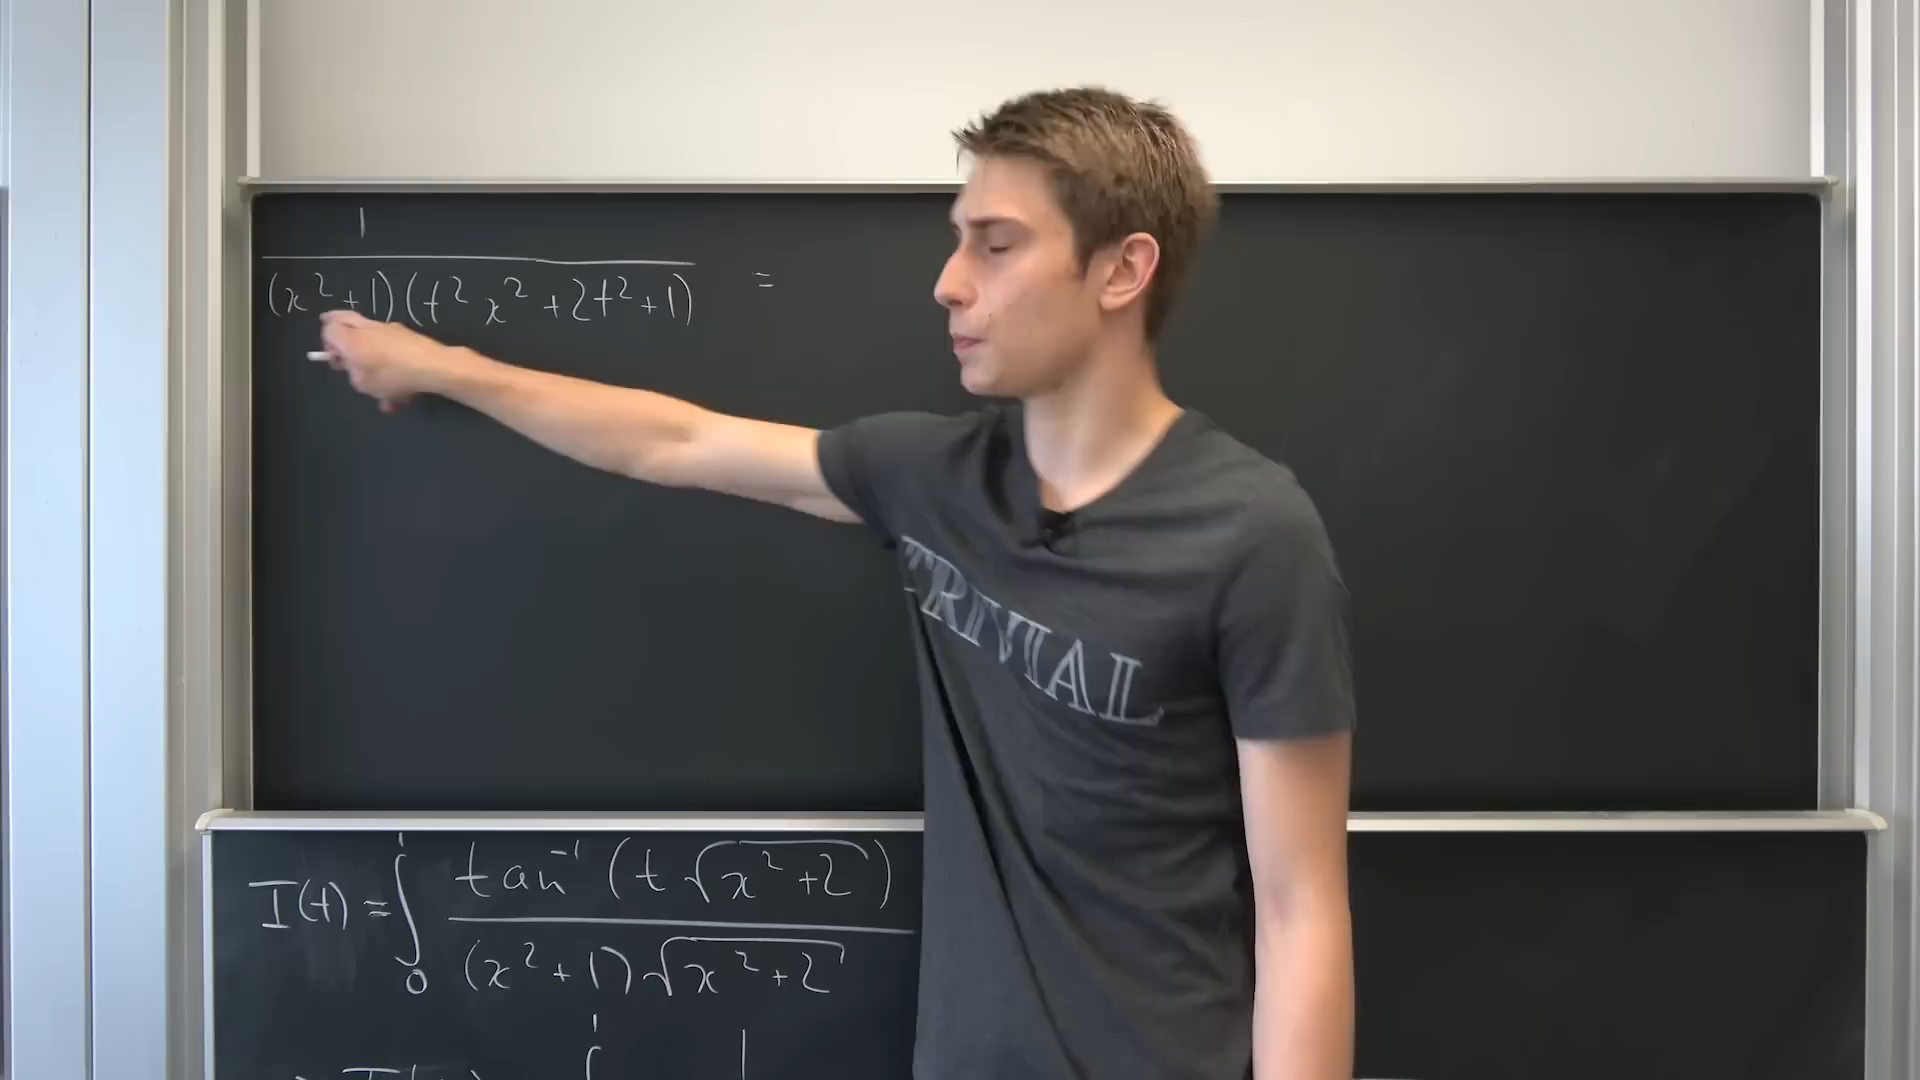 1
(x²+1)(t²x²+2t²+1) =
TRIVIAL
I(t) = ∫₀¹ tan⁻¹(t√(x²+2)) / (x²+1)√(x²+2)